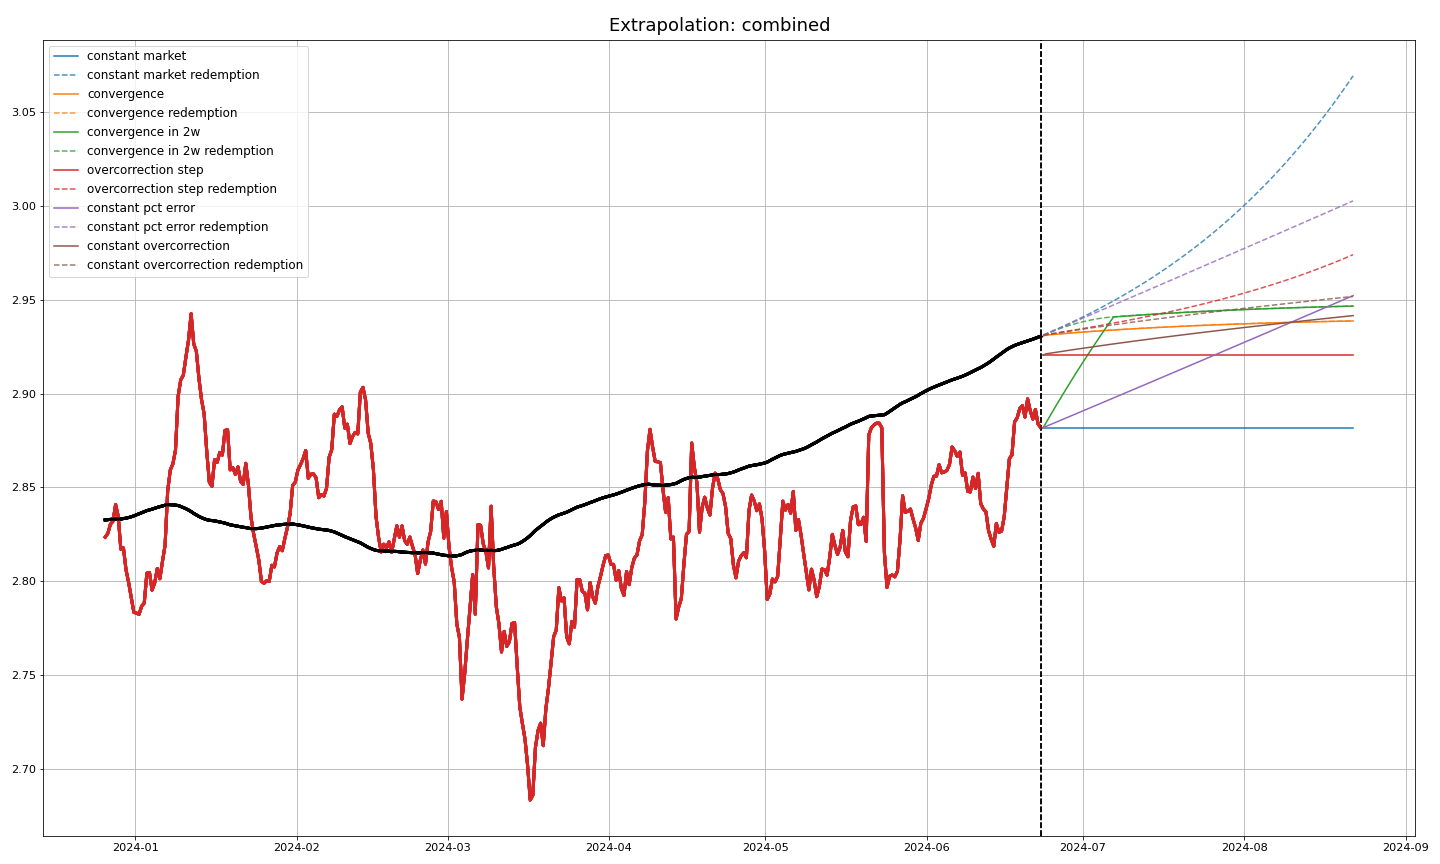 Extrapolation: combined
constant market
constant market redemption
convergence
convergence redemption
convergence in 2w
convergence in 2w redemption
overcorrection step
overcorrection step redemption
constant pct error
constant pct error redemption
constant overcorrection
constant overcorrection redemption
3.05
3.00
2.95
2.90
2.85
2.80
2.75
2.70
2024-01 2024-02 2024-03 2024-04 2024-05 2024-06 2024-07 2024-08 2024-09